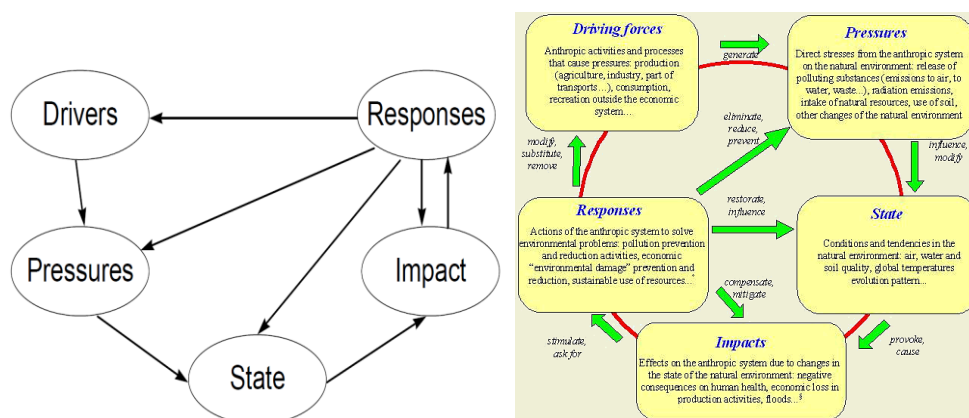 Drivers
Responses
Pressures
Impact
State
Driving forces
Anthropic activities and processes
that cause pressures: production
(agriculture, industry, part of
transports...), consumption,
recreation outside the economic
system...
generate
Pressures
Direct stresses from the anthropic system
on the natural environment: release of
polluting substances (emissions to air, to
water, waste...), radiation emissions,
intake of natural resources, use of soil,
other changes of the natural environment
modify,
substitute,
remove
eliminate,
reduce,
prevent
influence,
modify
Responses
Actions of the anthropic system to solve
environmental problems: pollution prevention
and reduction activities, economic
“environmental damage” prevention and
reduction, sustainable use of resources...*
restorate,
influence
State
Conditions and tendencies in the
natural environment: air, water and
soil quality, global temperatures
evolution pattern...
compensate,
mitigate
stimulate,
ask for
provoke,
cause
Impacts
Effects on the anthropic system due to changes in
the state of the natural environment: negative
consequences on human health, economic loss in
production activities, floods...§